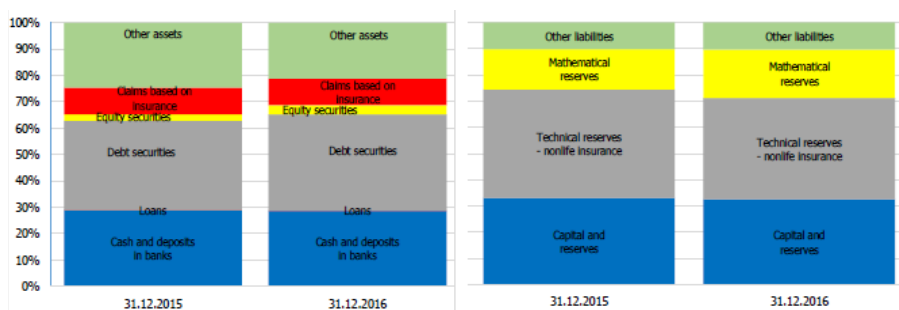 100%
90%
80%
70%
60%
50%
40%
30%
20%
10%
0%
Other assets
Claims based on
insurance
Equity securities
Debt securities
Loans
Cash and deposits
in banks
31.12.2015
Other assets
Claims based on
insurance
Equity securities
Debt securities
Loans
Cash and deposits
in banks
31.12.2016
Other liabilities
Mathematical
reserves
Technical reserves
- nonlife insurance
Capital and
reserves
31.12.2015
Other liabilities
Mathematical
reserves
Technical reserves
- nonlife insurance
Capital and
reserves
31.12.2016